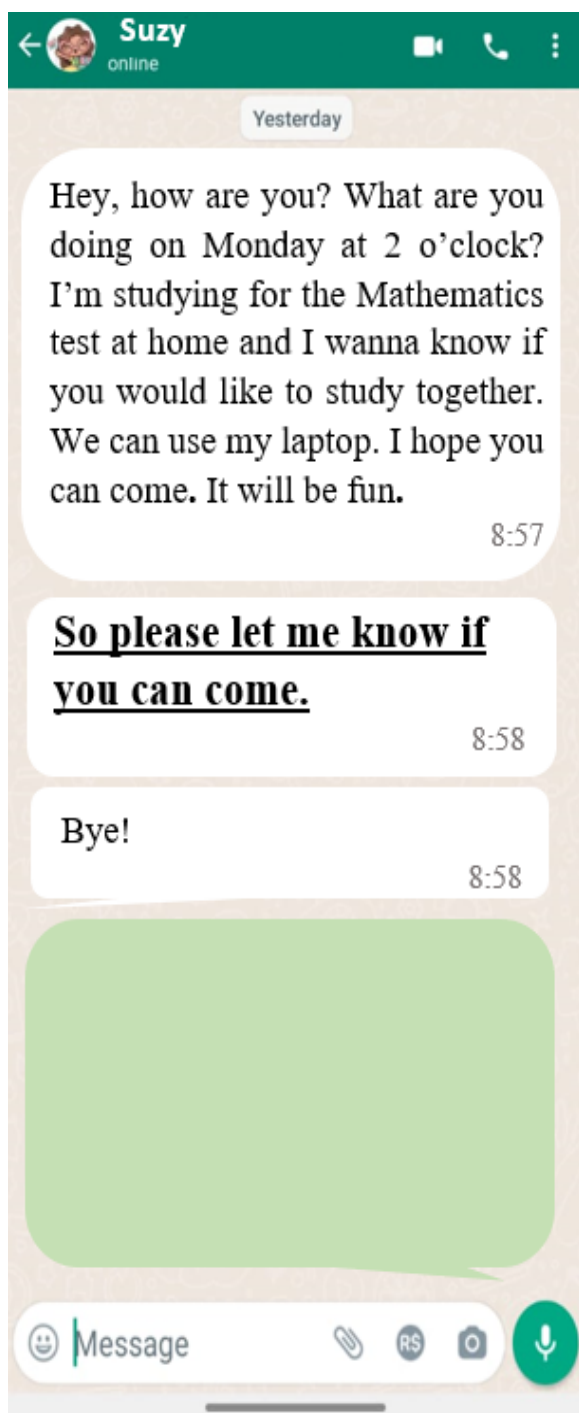 Suzy
online
Yesterday
Hey, how are you? What are you
doing on Monday at 2 o’clock?
I’m studying for the Mathematics
test at home and I wanna know if
you would like to study together.
We can use my laptop. I hope you
can come. It will be fun.
8:57
So please let me know if
you can come.
8:58
Bye!
8:58
Message
R$